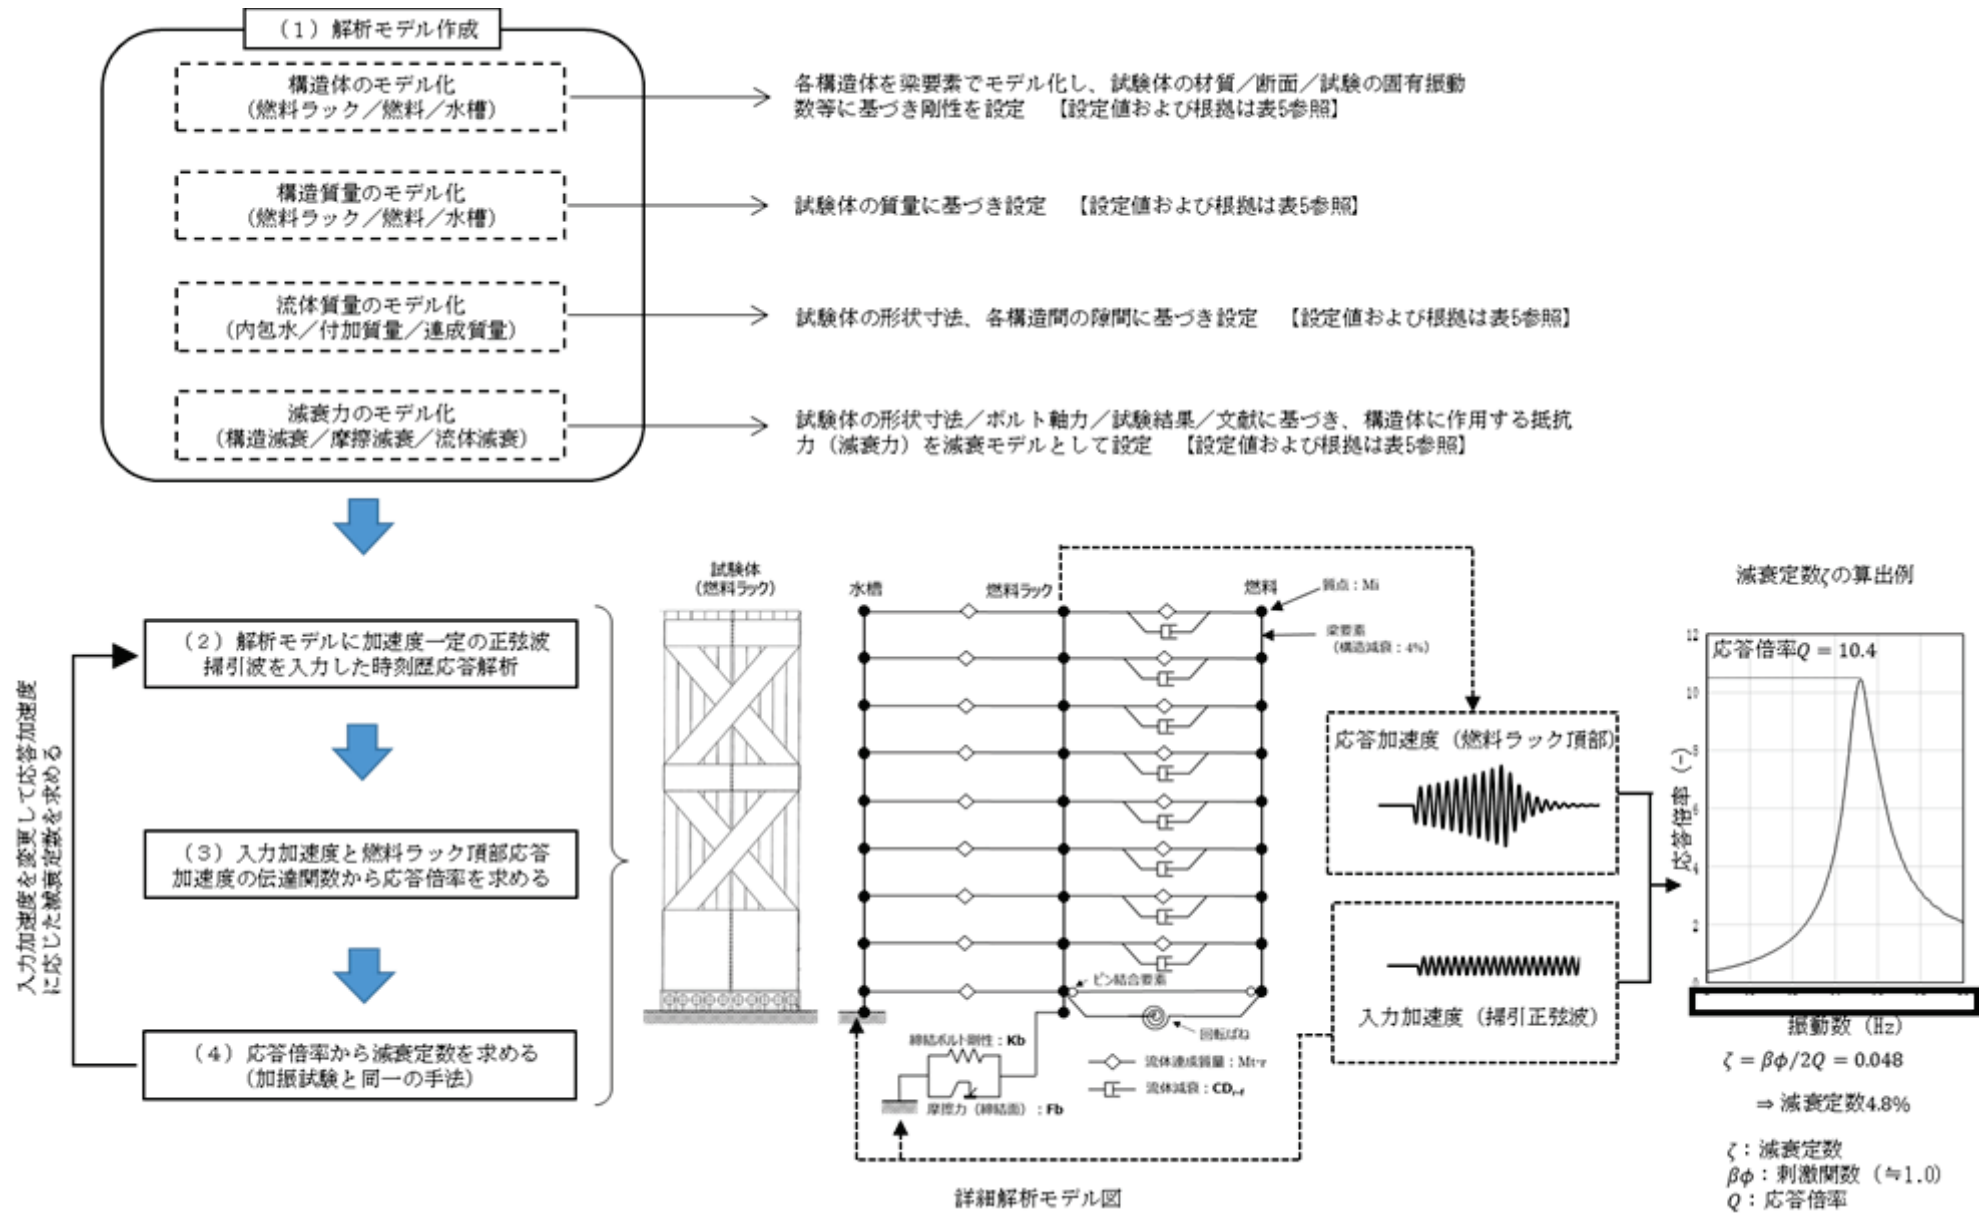 （１）解析モデル作成
構造体のモデル化
（燃料ラック／燃料／水槽）
各構造体を梁要素でモデル化し、試験体の材質／断面／試験の固有振動
数等に基づき剛性を設定　【設定値および根拠は表5参照】
構造質量のモデル化
（燃料ラック／燃料／水槽）
試験体の質量に基づき設定　【設定値および根拠は表5参照】
流体質量のモデル化
（内包水／付加質量／連成質量）
試験体の形状寸法、各構造間の隙間に基づき設定　【設定値および根拠は表5参照】
減衰力のモデル化
（構造減衰／摩擦減衰／流体減衰）
試験体の形状寸法／ボルト軸力／試験結果／文献に基づき、構造体に作用する抵抗
力（減衰力）を減衰モデルとして設定　【設定値および根拠は表5参照】
入力加速度を変更して応答加速度
に応じた減衰定数を求める
（２）解析モデルに加速度一定の正弦波
掃引波を入力した時刻歴応答解析
（３）入力加速度と燃料ラック頂部応答
加速度の伝達関数から応答倍率を求める
（４）応答倍率から減衰定数を求める
（加振試験と同一の手法）
試験体
（燃料ラック）
水槽
燃料ラック
燃料
質点：Mi
梁要素
（構造減衰：4%）
ピン結合要素
回転ばね
締結ボルト剛性：Kb
摩擦力（締結面）：Fb
流体連成質量：Mt-r
流体減衰：CDr-f
詳細解析モデル図
応答加速度（燃料ラック頂部）
入力加速度（掃引正弦波）
減衰定数ζの算出例
応答倍率Q = 10.4
応答倍率（-）
12
10
8
6
4
2
0
振動数（Hz）
ζ = βϕ/2Q = 0.048
⇒ 減衰定数4.8%
ζ：減衰定数
βϕ：刺激関数（≒1.0）
Q：応答倍率